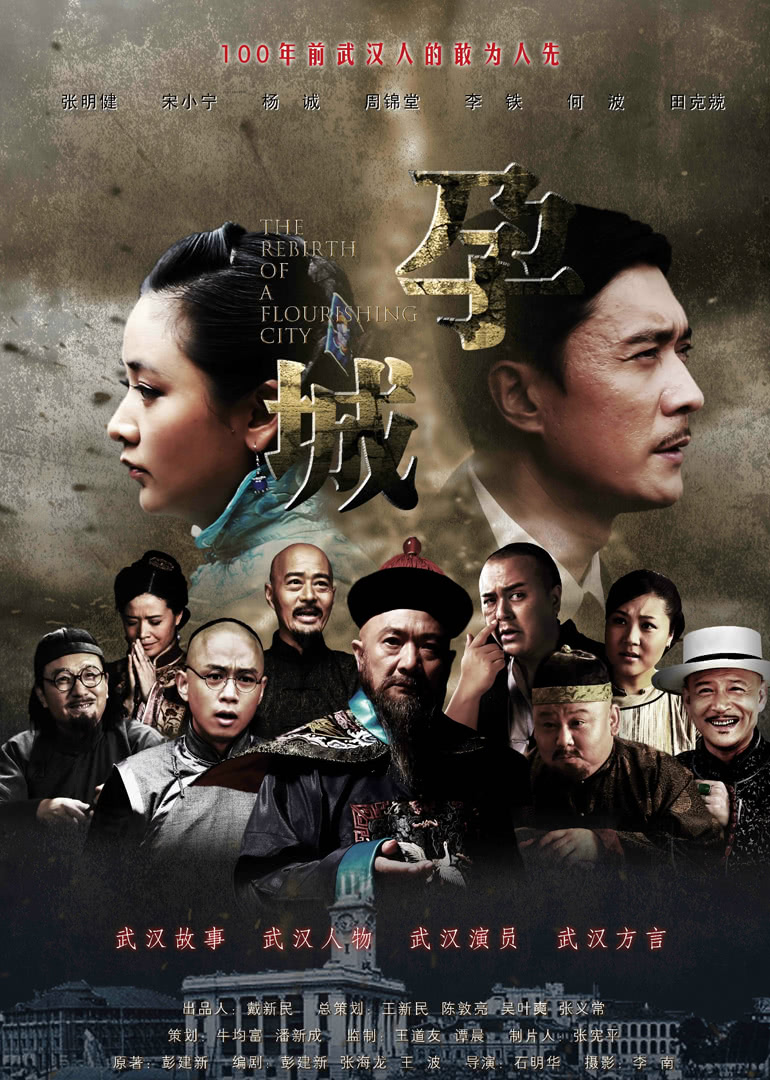 100年前武汉人的敢为人先
张明健 宋小宁 杨诚 周锦堂 李铁 何波 田克兢
孕
THE
REBIRTH
OF
A
FLOURISHING
CITY
城
武汉故事 武汉人物 武汉演员 武汉方言
出品人：戴新民 总策划：王新民 陈敦亮 吴叶爽 张义常
策划：牛均富 潘新成 监制：王道友 谭晨 制片人：张宪平
原著：彭建新 编剧：彭建新 张海龙 王波 导演：石明华 摄影：李南